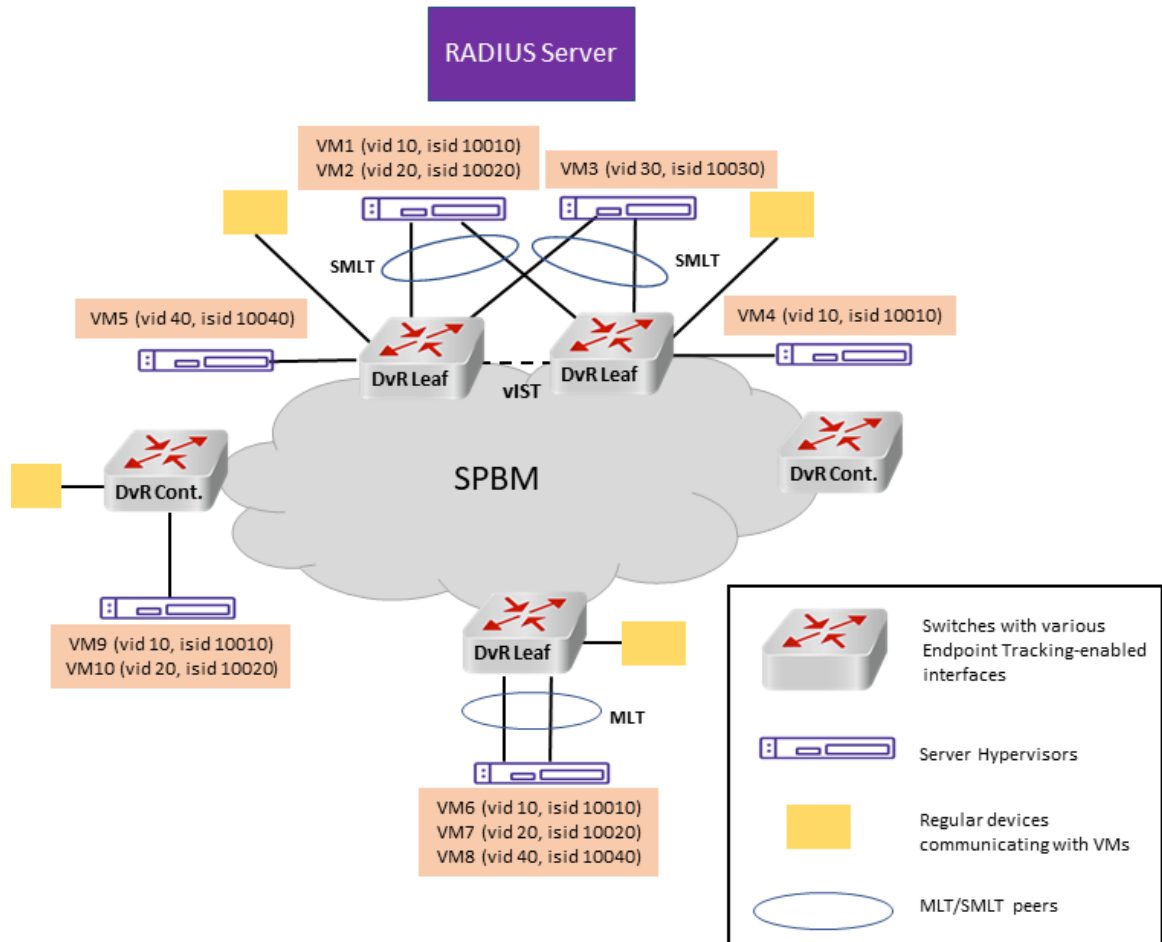 RADIUS Server
VM1 (vid 10, isid 10010)
VM2 (vid 20, isid 10020)
VM3 (vid 30, isid 10030)
SMLT
SMLT
VM5 (vid 40, isid 10040)
VM4 (vid 10, isid 10010)
DvR Leaf
vIST
DvR Leaf
DvR Cont.
SPBM
DvR Cont.
VM9 (vid 10, isid 10010)
VM10 (vid 20, isid 10020)
DvR Leaf
MLT
VM6 (vid 10, isid 10010)
VM7 (vid 20, isid 10020)
VM8 (vid 40, isid 10040)
Switches with various
Endpoint Tracking-enabled
interfaces
Server Hypervisors
Regular devices
communicating with VMs
MLT/SMLT peers